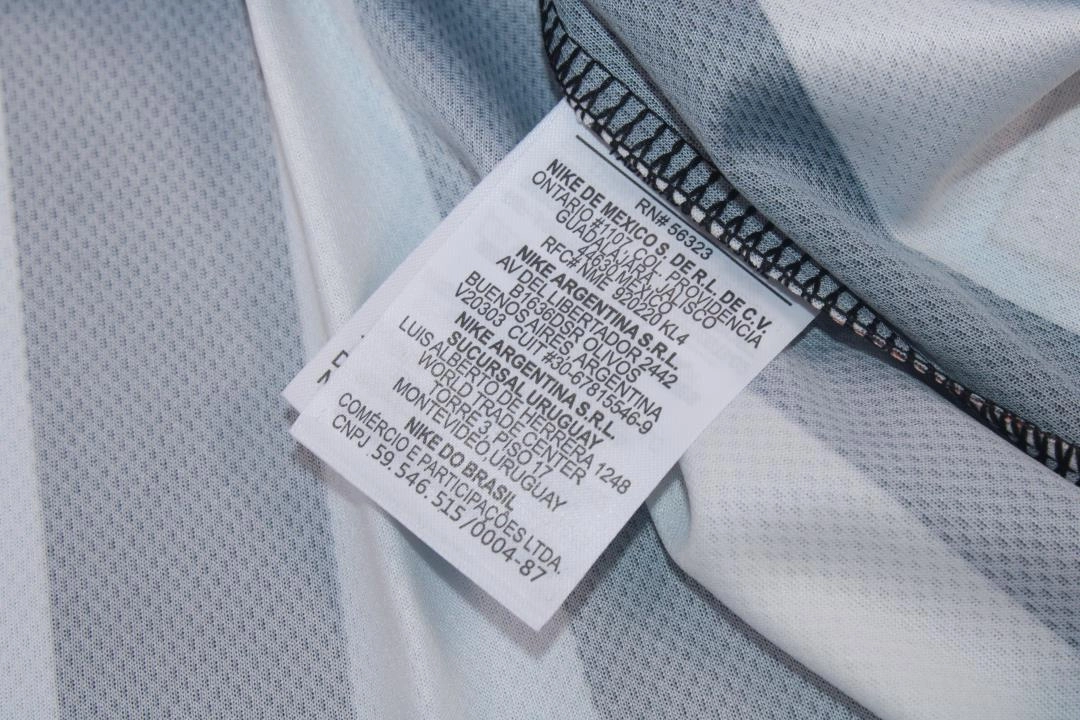 RN# 56323
NIKE DE MEXICO S. DE R.L. DE C.V.
ONTARIO #1107, COL. PROVIDENCIA
GUADALAJARA, JALISCO
44630 MEXICO
RFC# NME 920220 KL4
NIKE ARGENTINA S.R.L.
AV DEL LIBERTADOR 2442
B1636DSR OLIVOS
BUENOS AIRES, ARGENTINA
V20303 CUIT #30-67815546-9
NIKE ARGENTINA S.R.L.
SUCURSAL URUGUAY
LUIS ALBERTO DE HERRERA 1248
WORLD TRADE CENTER
TORRE 3, PISO 17
MONTEVIDEO, URUGUAY
NIKE DO BRASIL
COMÉRCIO E PARTICIPAÇÕES LTDA.
CNPJ. 59.546.515/0004-87